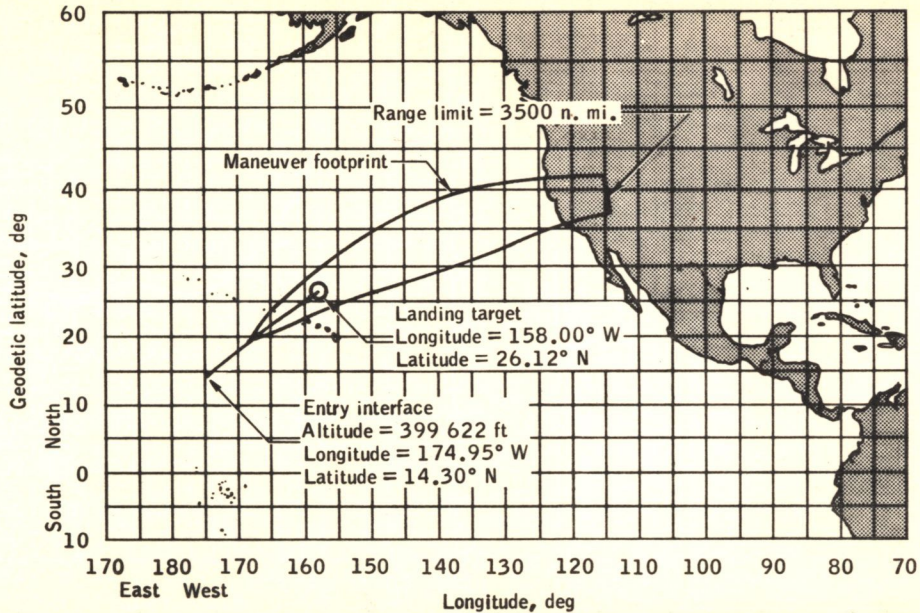 60
50
40
30
20
10
0
10
Geodetic latitude, deg
North
South
Range limit = 3500 n. mi.
Maneuver footprint
Landing target
Longitude = 158.00° W
Latitude = 26.12° N
Entry interface
Altitude = 399 622 ft
Longitude = 174.95° W
Latitude = 14.30° N
170 180 170 160 150 140 130 120 110 100 90 80 70
East West
Longitude, deg